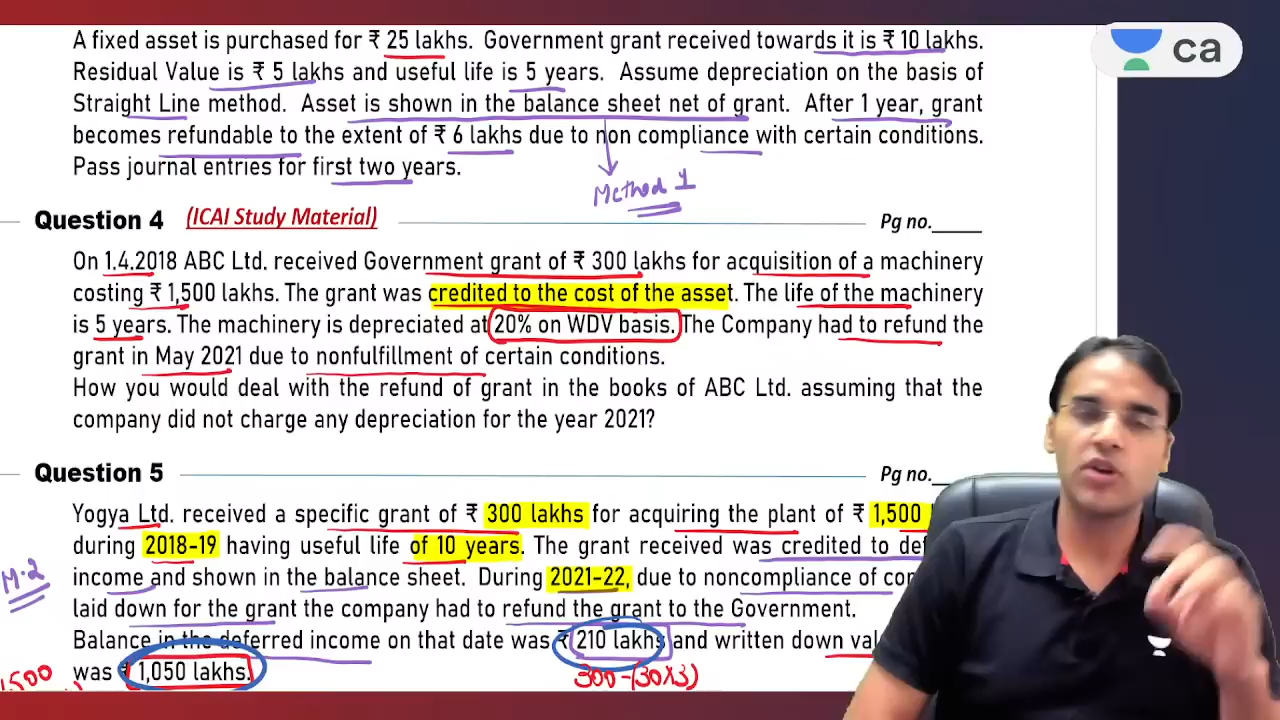 A fixed asset is purchased for ₹ 25 lakhs. Government grant received towards it is ₹ 10 lakhs.
Residual Value is ₹ 5 lakhs and useful life is 5 years. Assume depreciation on the basis of
Straight Line method. Asset is shown in the balance sheet net of grant. After 1 year, grant
becomes refundable to the extent of ₹ 6 lakhs due to non compliance with certain conditions.
Pass journal entries for first two years.
Method 1
ca
Question 4 (ICAI Study Material) Pg no.
On 1.4.2018 ABC Ltd. received Government grant of ₹ 300 lakhs for acquisition of a machinery
costing ₹ 1,500 lakhs. The grant was credited to the cost of the asset. The life of the machinery
is 5 years. The machinery is depreciated at 20% on WDV basis. The Company had to refund the
grant in May 2021 due to nonfulfillment of certain conditions.
How you would deal with the refund of grant in the books of ABC Ltd. assuming that the
company did not charge any depreciation for the year 2021?
Question 5 Pg no.
Yogya Ltd. received a specific grant of ₹ 300 lakhs for acquiring the plant of ₹ 1,500
during 2018-19 having useful life of 10 years. The grant received was credited to def
M-2
income and shown in the balance sheet. During 2021-22, due to noncompliance of con
laid down for the grant the company had to refund the grant to the Government.
Balance in the deferred income on that date was ₹ 210 lakhs and written down val
was ₹ 1,050 lakhs.
300-(30×3)